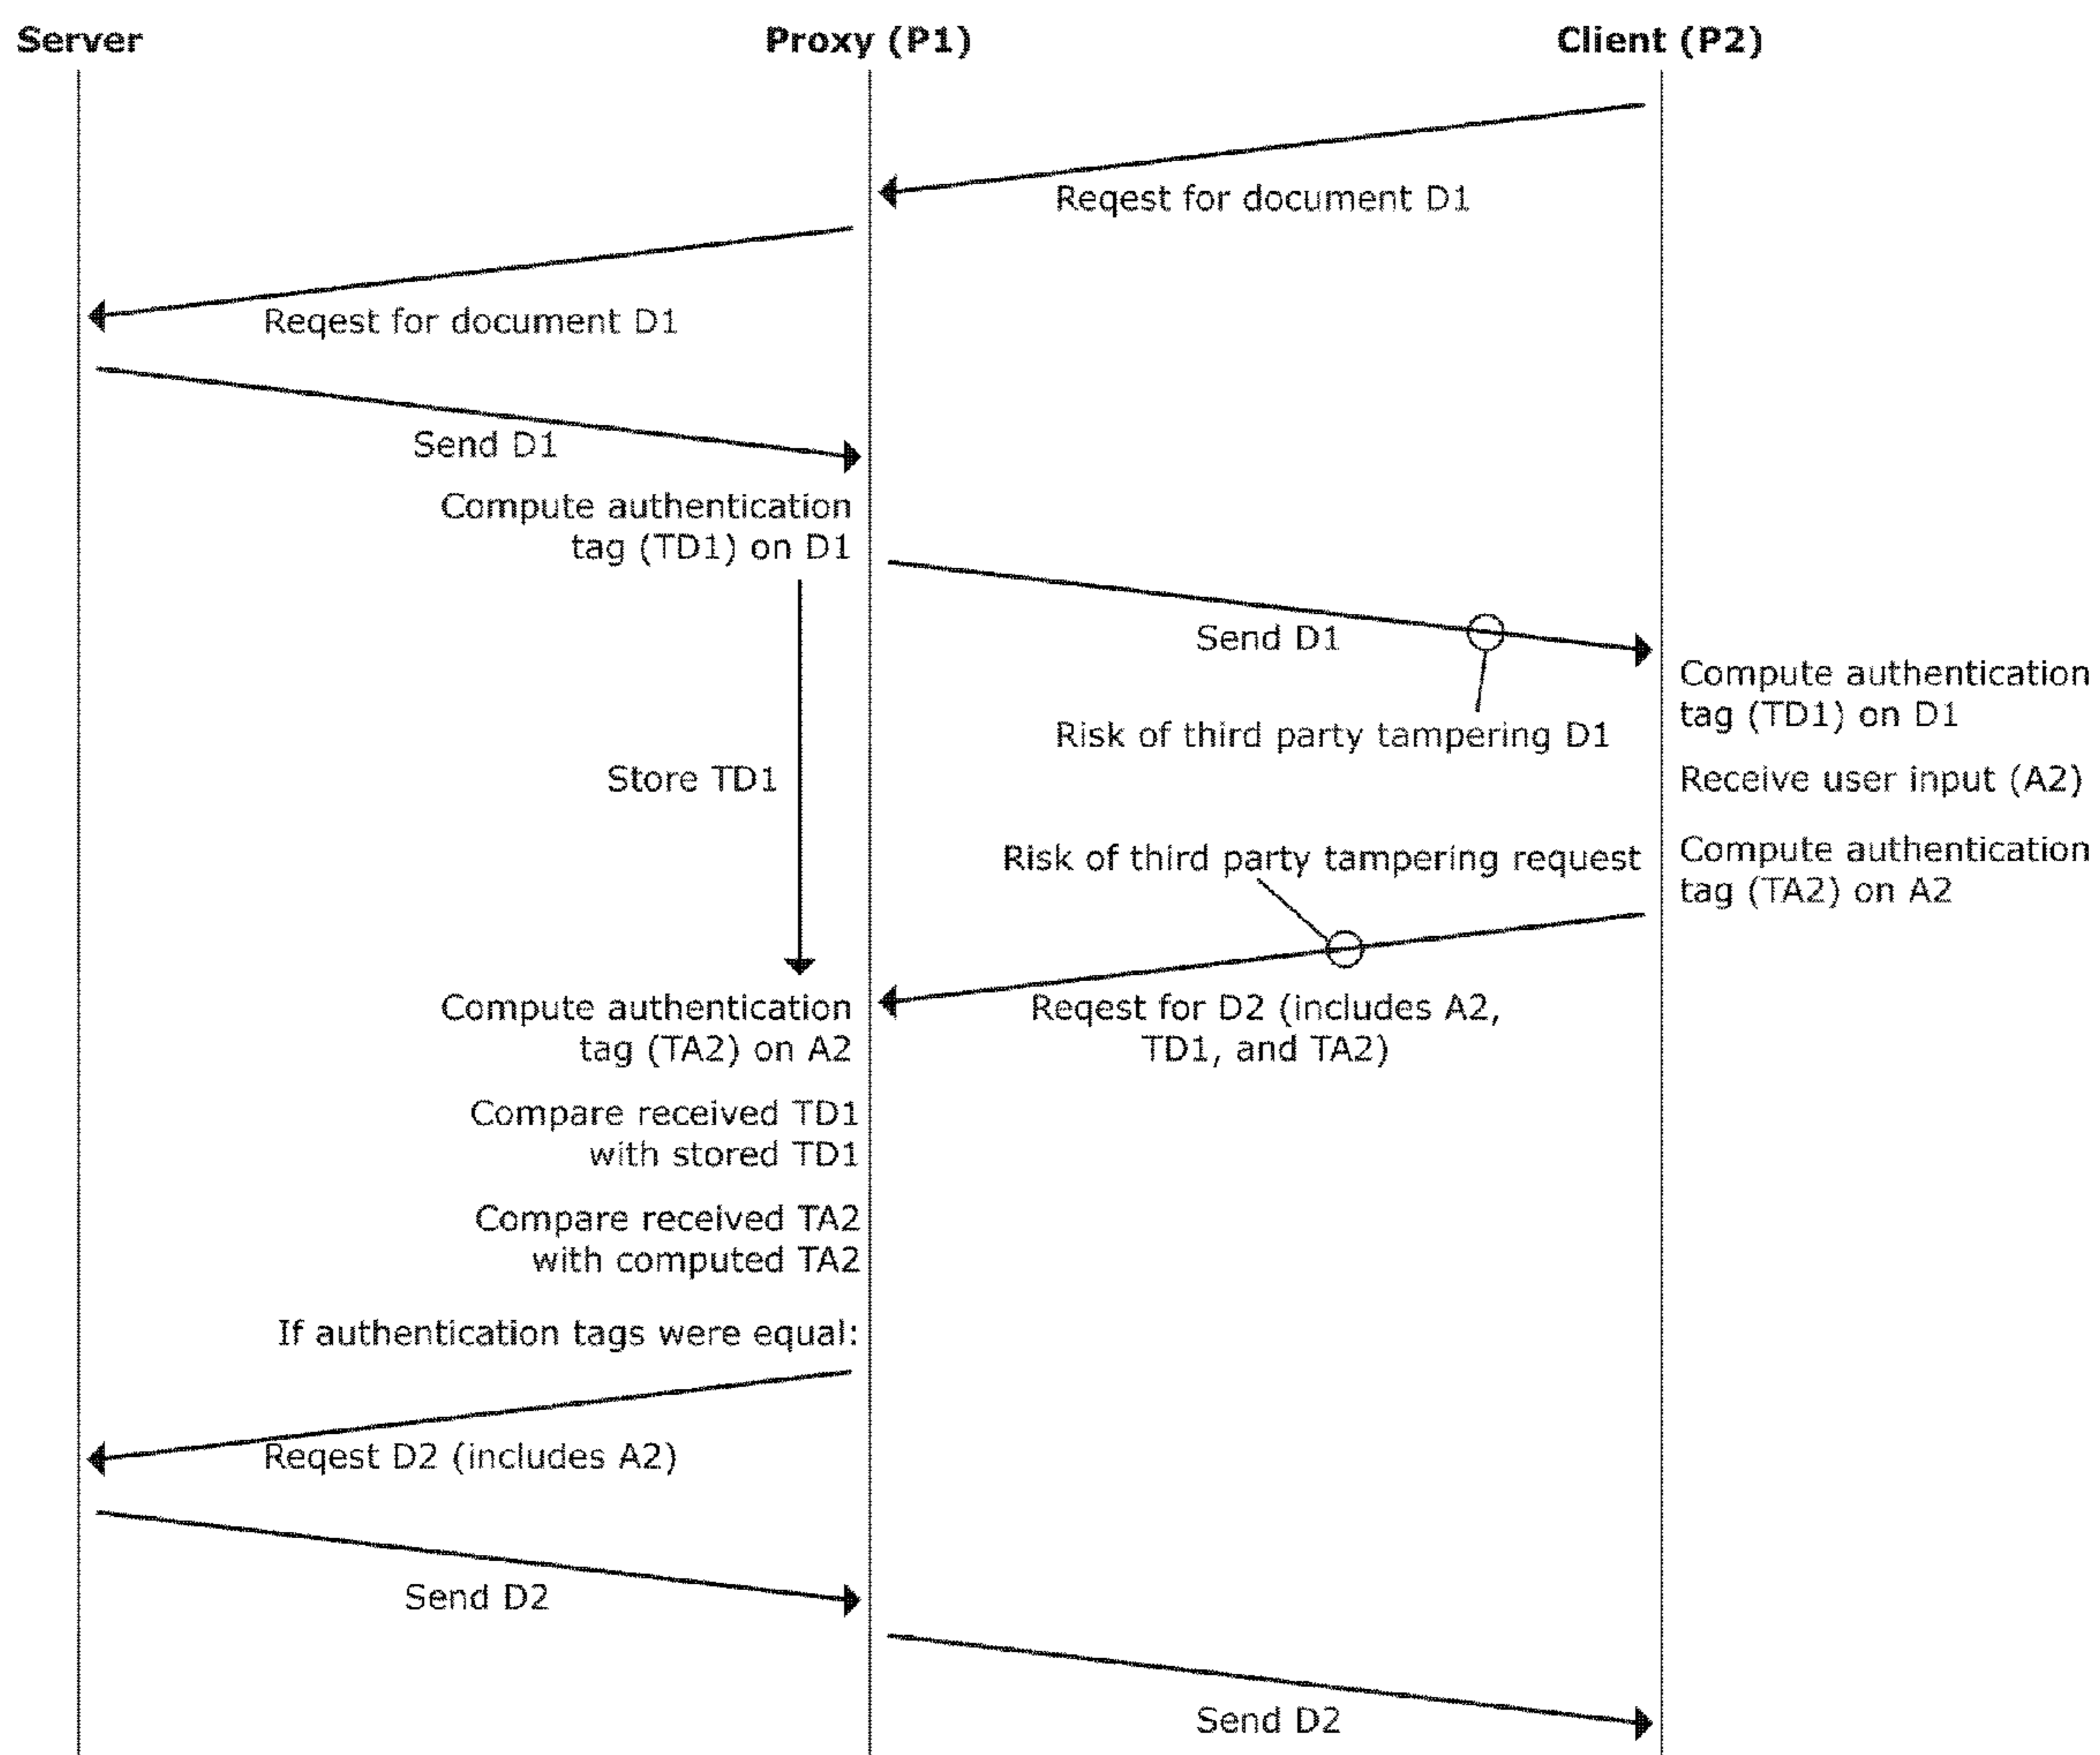 Server
Proxy (P1)
Client (P2)
Reqest for document D1
Reqest for document D1
Send D1
Compute authentication
tag (TD1) on D1
Send D1
Risk of third party tampering D1
Compute authentication
tag (TD1) on D1
Store TD1
Receive user input (A2)
Risk of third party tampering request
Compute authentication
tag (TA2) on A2
Compute authentication
tag (TA2) on A2
Reqest for D2 (includes A2,
TD1, and TA2)
Compare received TD1
with stored TD1
Compare received TA2
with computed TA2
If authentication tags were equal:
Reqest D2 (includes A2)
Send D2
Send D2